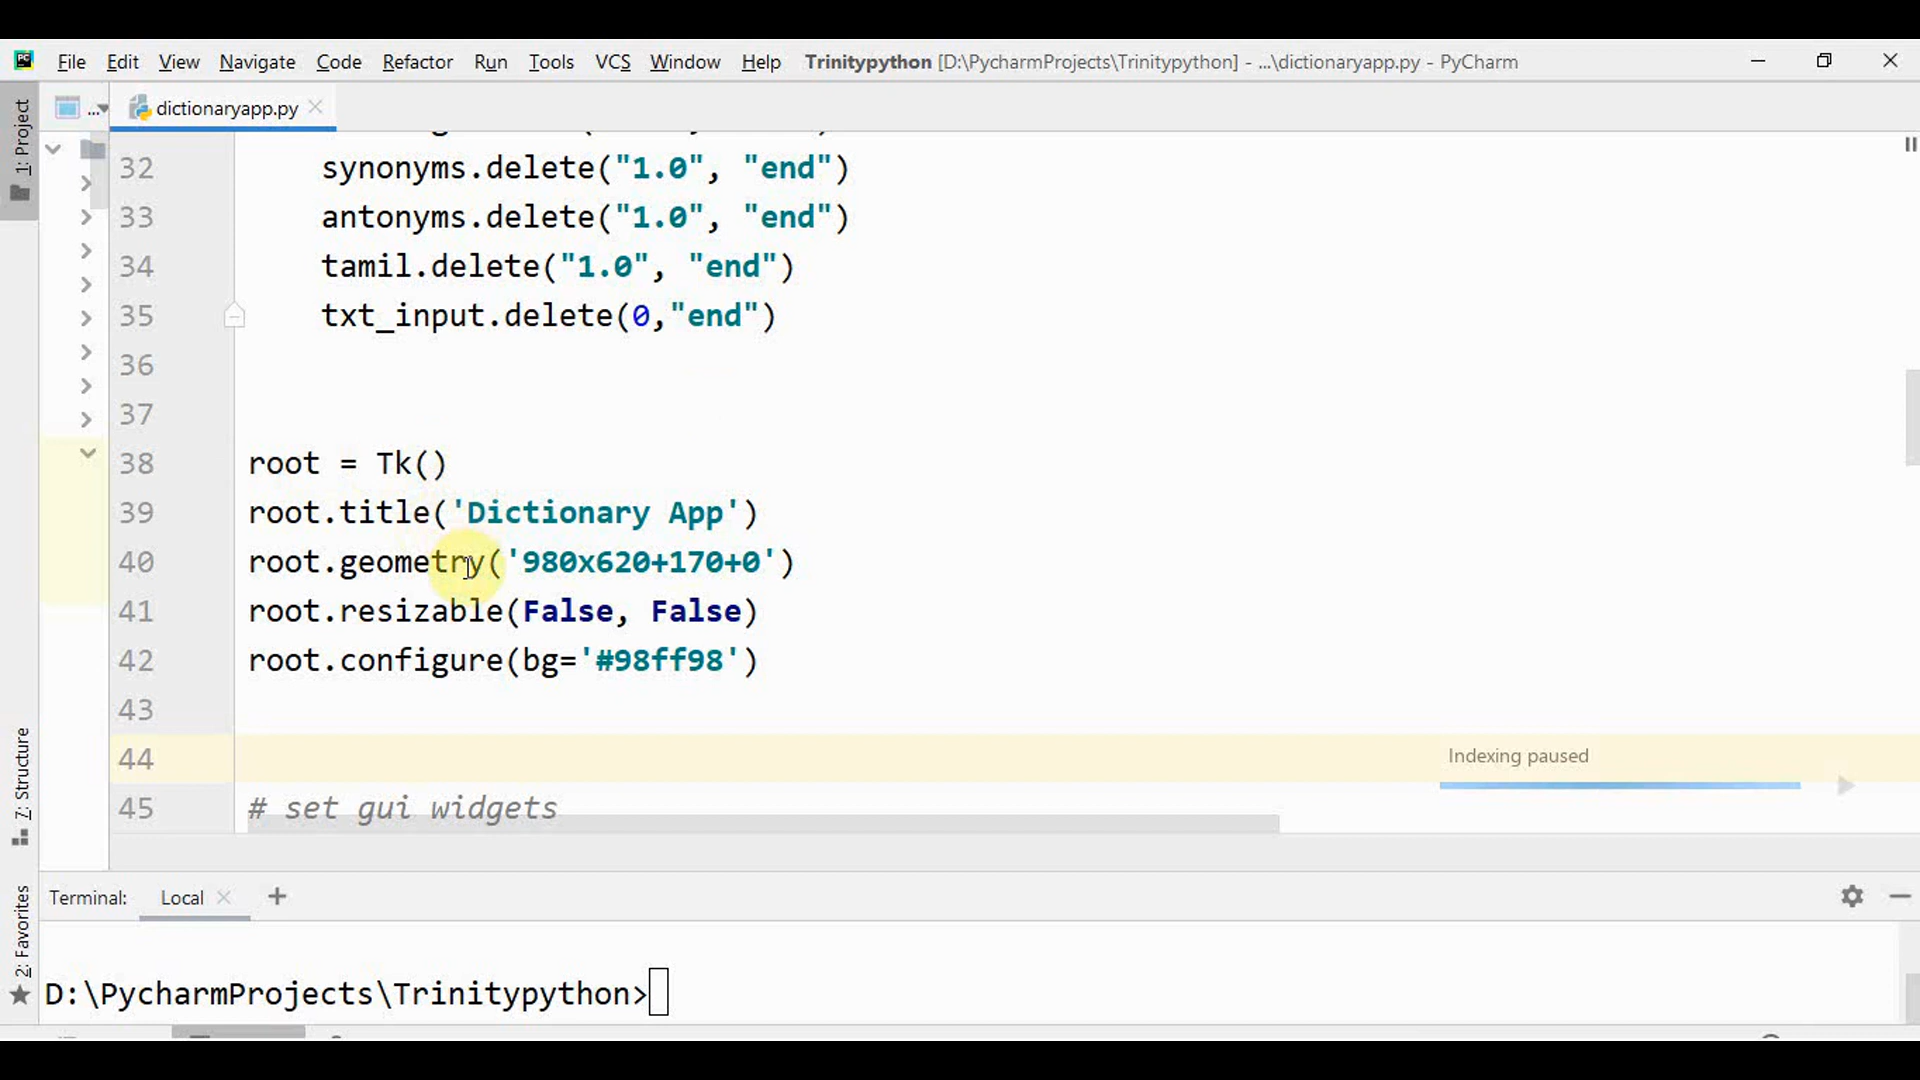 File Edit View Navigate Code Refactor Run Tools VCS Window Help Trinitypython [D:\PycharmProjects\Trinitypython] - ...\dictionaryapp.py - PyCharm
1: Project
... dictionaryapp.py
32 synonyms.delete("1.0", "end")
33 antonyms.delete("1.0", "end")
34 tamil.delete("1.0", "end")
35 txt_input.delete(0,"end")
36
37
38 root = Tk()
39 root.title('Dictionary App')
40 root.geometry('980x620+170+0')
41 root.resizable(False, False)
42 root.configure(bg='#98ff98')
43
44
Indexing paused
45 # set gui widgets
7: Structure
2: Favorites
Terminal: Local +
D:\PycharmProjects\Trinitypython>